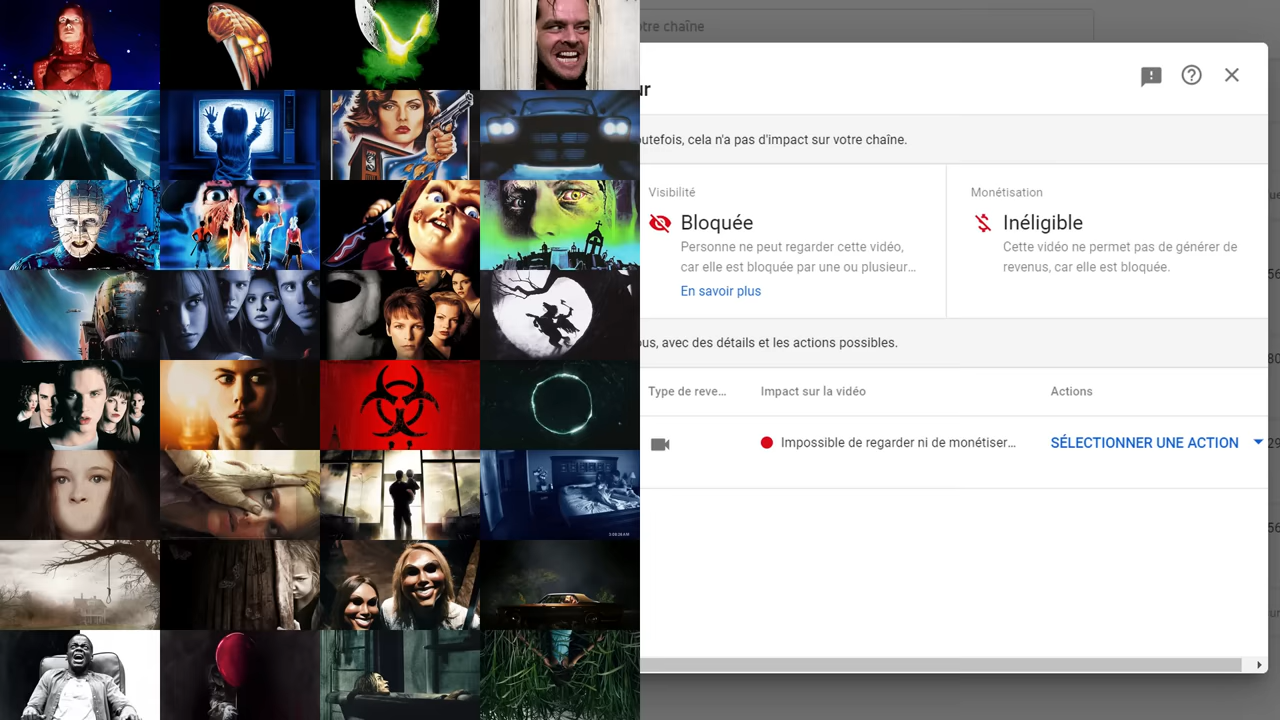 otre chaîne
ur
outefois, cela n'a pas d'impact sur votre chaîne.
Visibilité
Bloquée
Personne ne peut regarder cette vidéo,
car elle est bloquée par une ou plusieur…
En savoir plus
Monétisation
Inéligible
Cette vidéo ne permet pas de générer de
revenus, car elle est bloquée.
ous, avec des détails et les actions possibles.
Type de reve… Impact sur la vidéo Actions
Impossible de regarder ni de monétiser… SÉLECTIONNER UNE ACTION